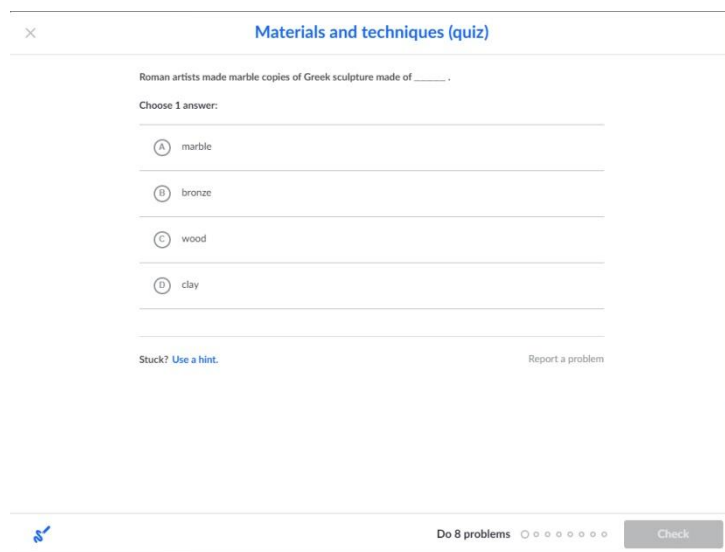 Materials and techniques (quiz)
Roman artists made marble copies of Greek sculpture made of ______ .
Choose 1 answer:
A marble
B bronze
C wood
D clay
Stuck? Use a hint. Report a problem
Do 8 problems Check